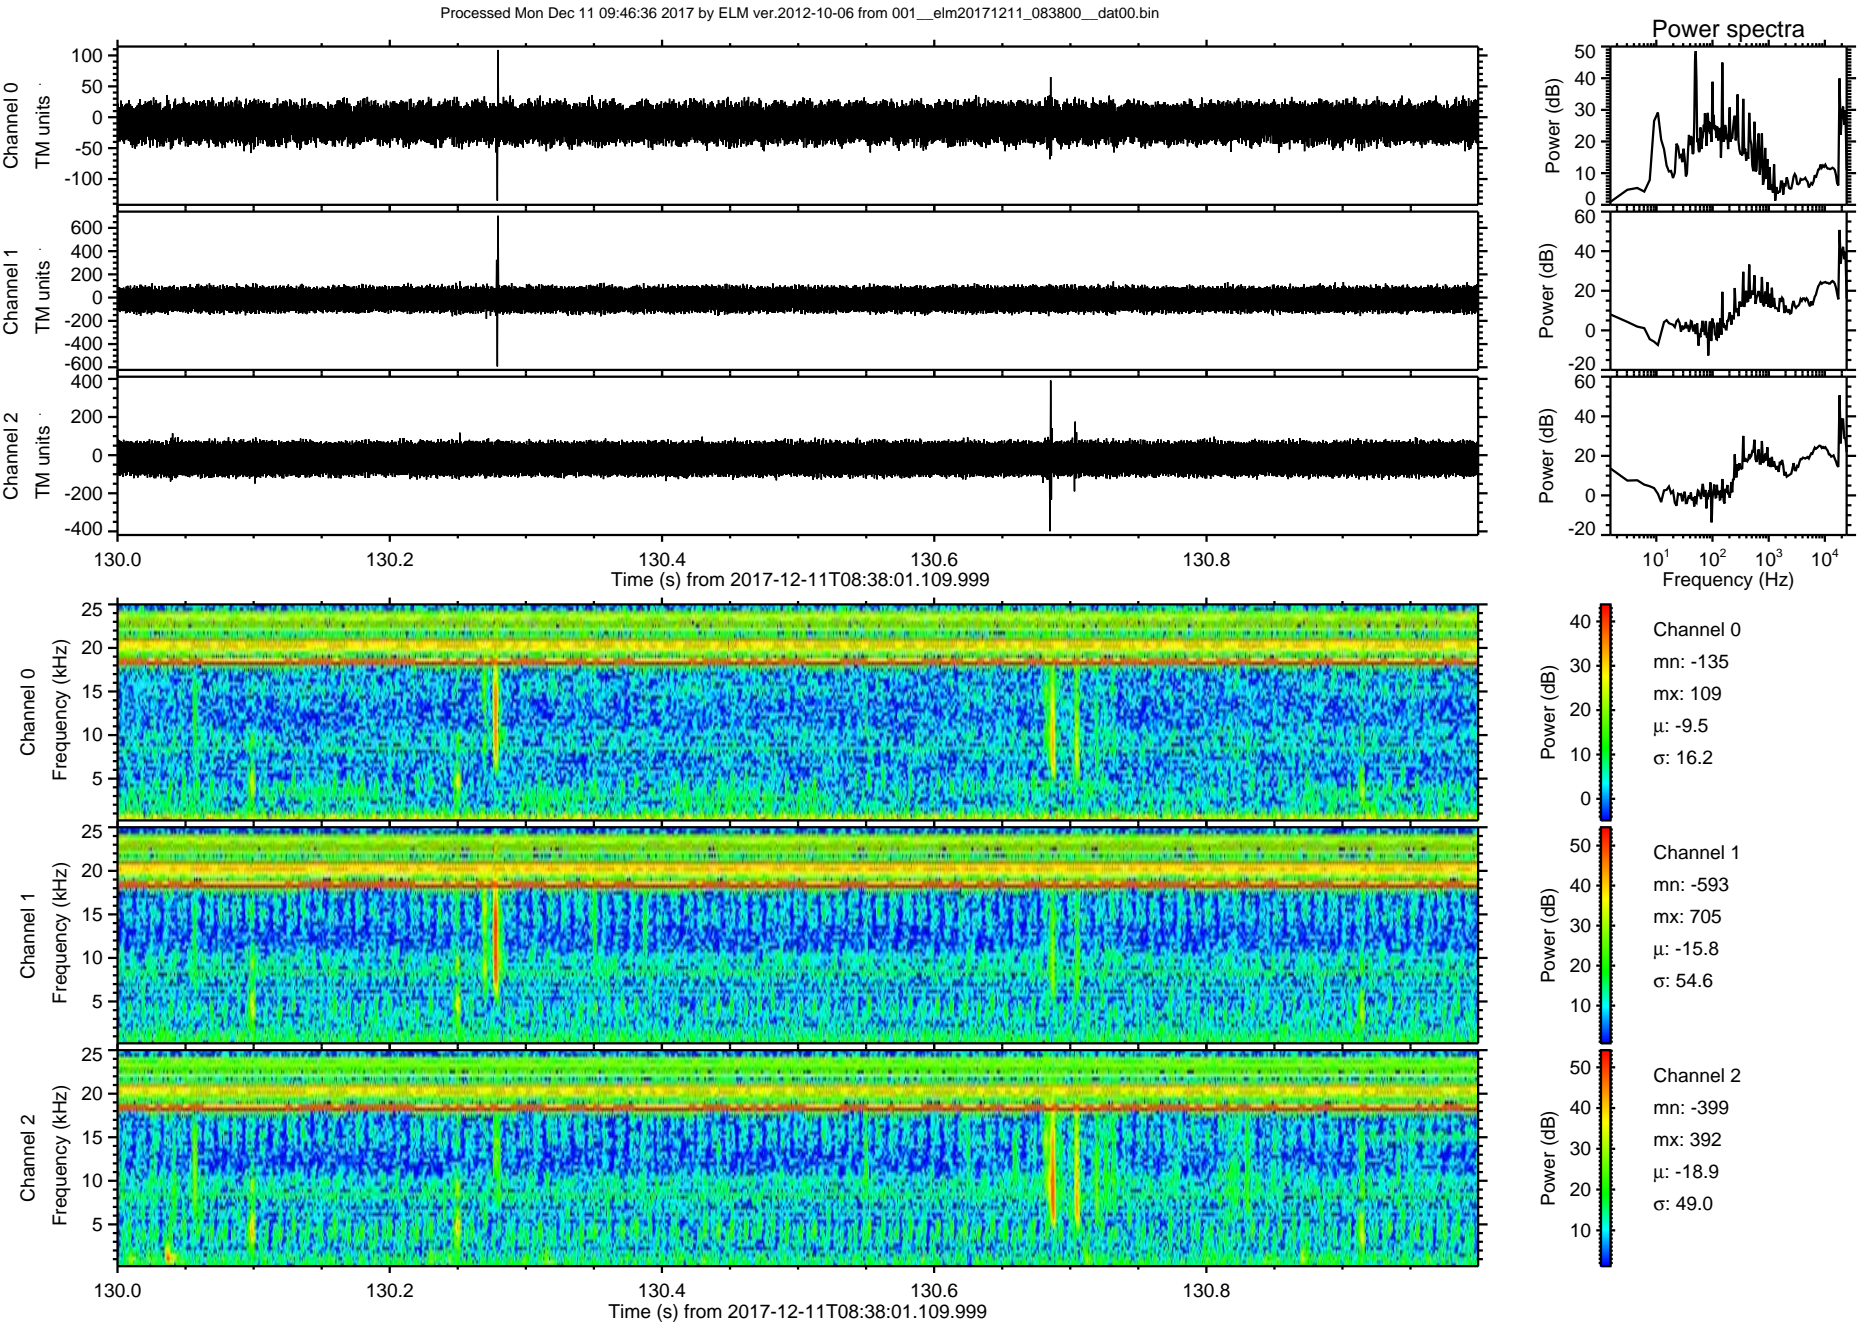 Processed Mon Dec 11 09:46:36 2017 by ELM ver.2012-10-06 from 001__elm20171211_083800__dat00.bin
Power spectra
Channel 0
TM units
100
50
0
-50
-100
Power (dB)
50
40
30
20
10
0
Channel 1
TM units
600
400
200
0
-200
-400
-600
Power (dB)
60
40
20
0
-20
Channel 2
TM units
400
200
0
-200
-400
Power (dB)
60
40
20
0
-20
130.0
130.2
130.4
130.6
130.8
Time (s) from 2017-12-11T08:38:01.109.999
10¹
10²
10³
10⁴
Frequency (Hz)
Channel 0
Frequency (kHz)
25
20
15
10
5
Power (dB)
40
30
20
10
0
Channel 0
mn: -135
mx: 109
μ: -9.5
σ: 16.2
Channel 1
Frequency (kHz)
25
20
15
10
5
Power (dB)
50
40
30
20
10
Channel 1
mn: -593
mx: 705
μ: -15.8
σ: 54.6
Channel 2
Frequency (kHz)
25
20
15
10
5
Power (dB)
50
40
30
20
10
Channel 2
mn: -399
mx: 392
μ: -18.9
σ: 49.0
130.0
130.2
130.4
130.6
130.8
Time (s) from 2017-12-11T08:38:01.109.999